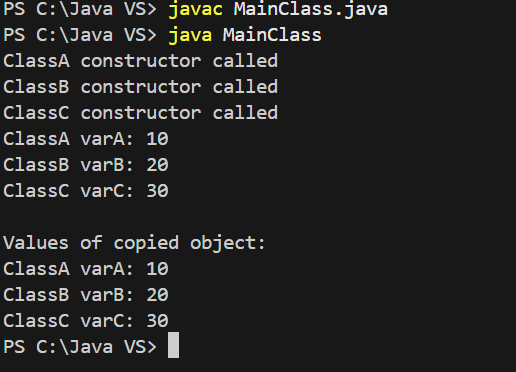 PS C:\Java VS> javac MainClass.java
PS C:\Java VS> java MainClass
ClassA constructor called
ClassB constructor called
ClassC constructor called
ClassA varA: 10
ClassB varB: 20
ClassC varC: 30

Values of copied object:
ClassA varA: 10
ClassB varB: 20
ClassC varC: 30
PS C:\Java VS>